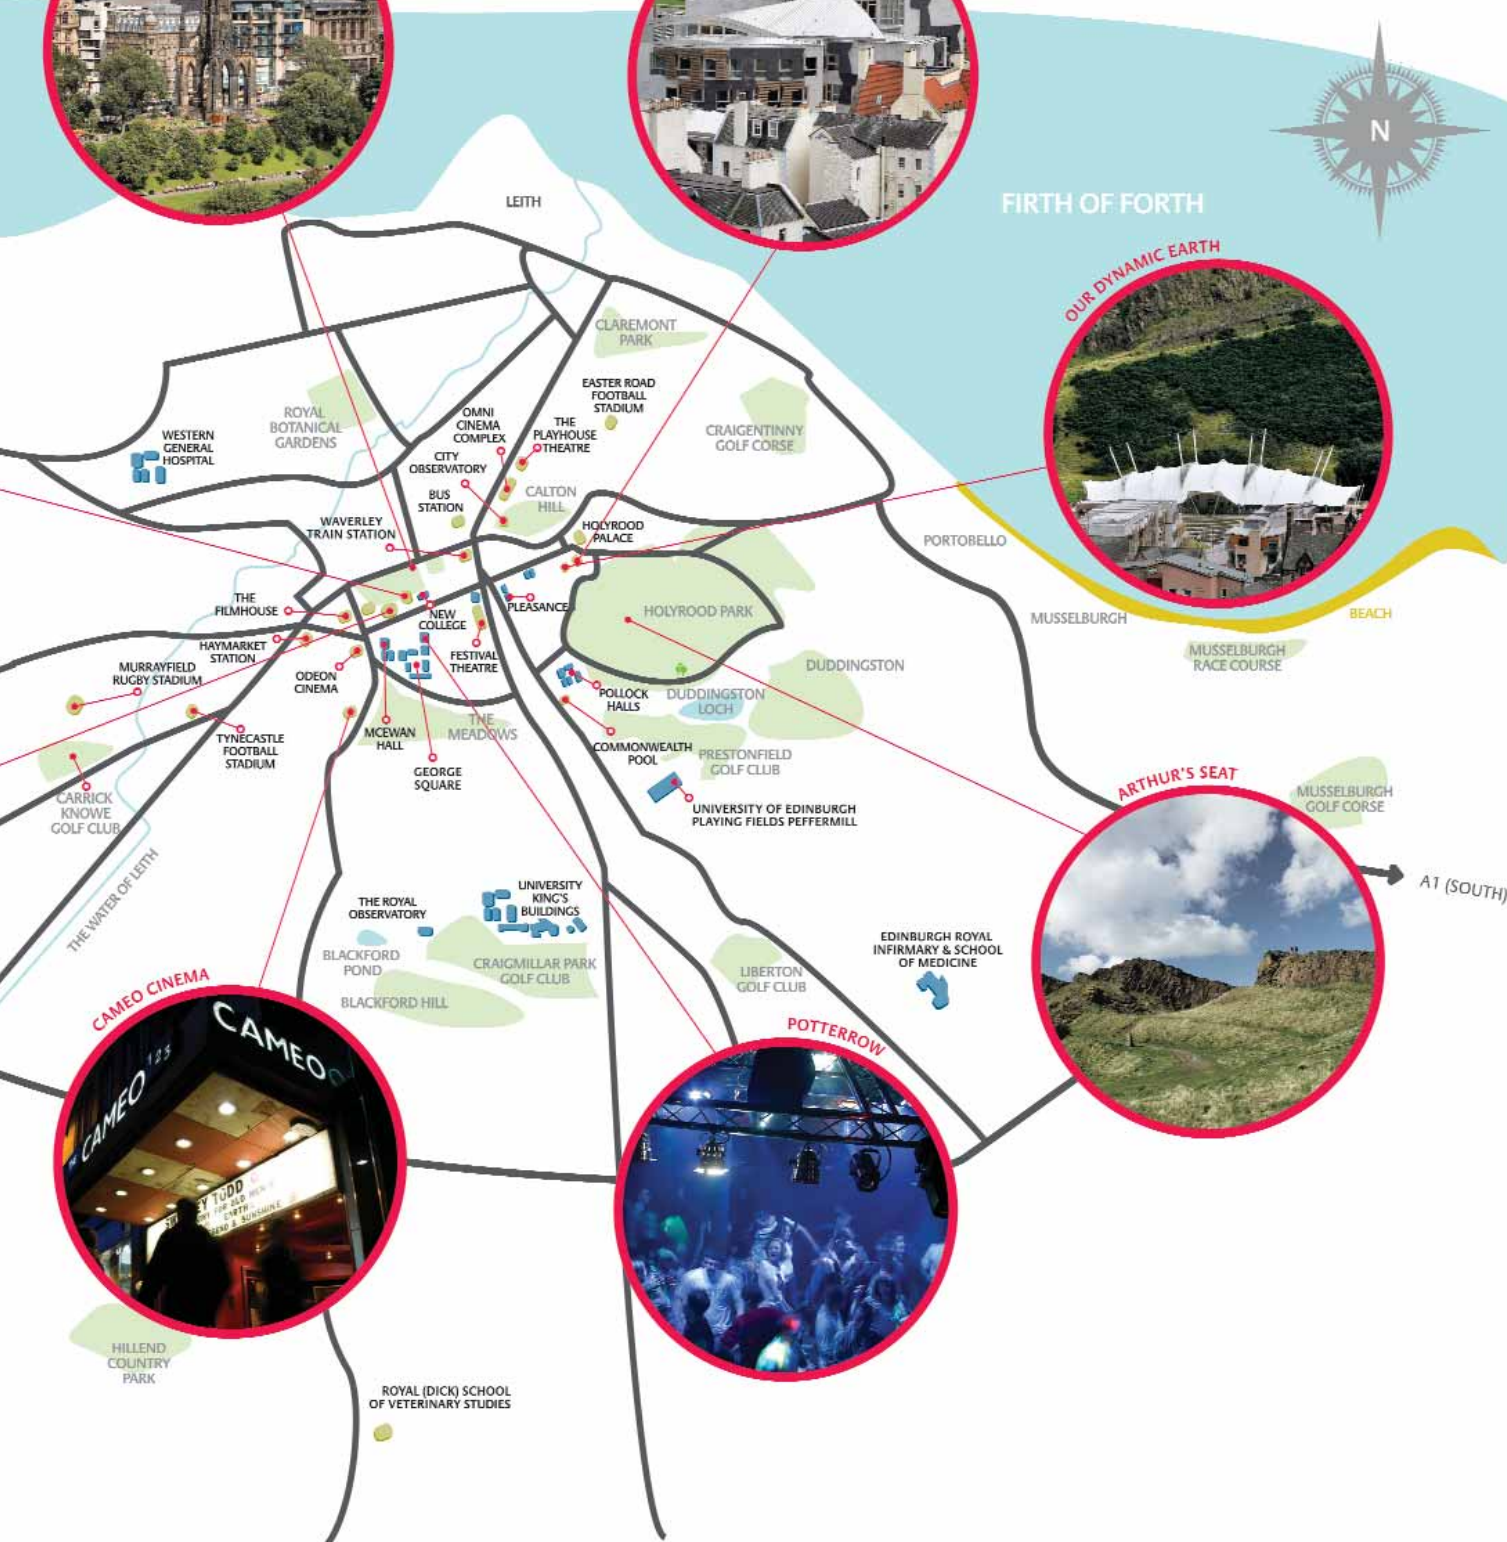 N
FIRTH OF FORTH
LEITH
OUR DYNAMIC EARTH
CLAREMONT
PARK
EASTER ROAD
FOOTBALL
STADIUM
ROYAL
BOTANICAL
GARDENS
OMNI
CINEMA
COMPLEX
THE
PLAYHOUSE
THEATRE
CRAIGENTINNY
GOLF CORSE
WESTERN
GENERAL
HOSPITAL
CITY
OBSERVATORY
BUS
STATION
CALTON
HILL
WAVERLEY
TRAIN STATION
HOLYROOD
PALACE
PORTOBELLO
THE
FILMHOUSE
NEW
COLLEGE
PLEASANCE
HOLYROOD PARK
MUSSELBURGH
BEACH
HAYMARKET
STATION
FESTIVAL
THEATRE
MUSSELBURGH
RACE COURSE
MURRAYFIELD
RUGBY STADIUM
ODEON
CINEMA
DUDDINGSTON
POLLOCK
HALLS
DUDDINGSTON
LOCH
TYNECASTLE
FOOTBALL
STADIUM
MCEWAN
HALL
THE
MEADOWS
GEORGE
SQUARE
COMMONWEALTH
POOL
PRESTONFIELD
GOLF CLUB
CARRICK
KNOWE
GOLF CLUB
UNIVERSITY OF EDINBURGH
PLAYING FIELDS PEFFERMILL
ARTHUR'S SEAT
MUSSELBURGH
GOLF CORSE
A1 (SOUTH)
THE WATER OF LEITH
THE ROYAL
OBSERVATORY
UNIVERSITY
KING'S
BUILDINGS
BLACKFORD
POND
CRAIGMILLAR PARK
GOLF CLUB
BLACKFORD HILL
LIBERTON
GOLF CLUB
EDINBURGH ROYAL
INFIRMARY & SCHOOL
OF MEDICINE
CAMEO CINEMA
CAMEO
THE CAMEO 123
EY TODD
EARTH
& SUNSHINE
POTTERROW
HILLEND
COUNTRY
PARK
ROYAL (DICK) SCHOOL
OF VETERINARY STUDIES